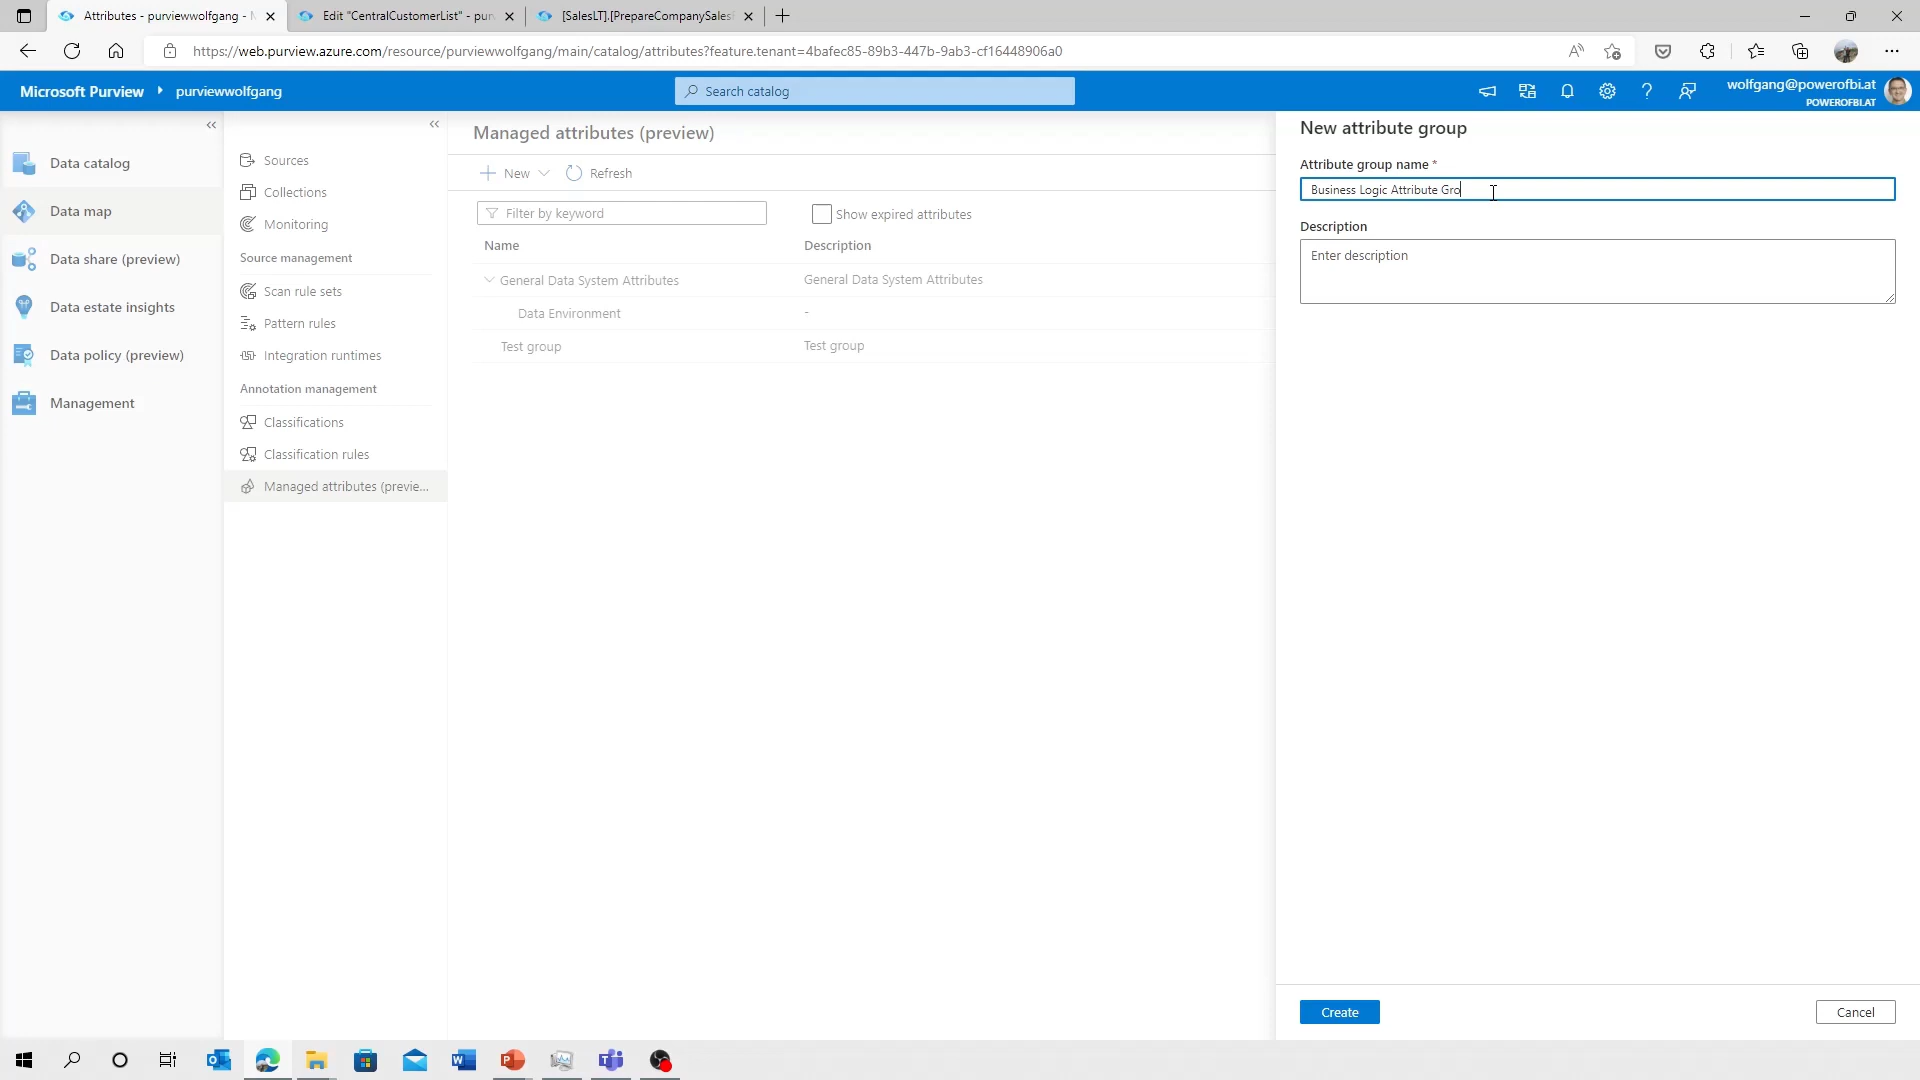 Attributes - purviewwolfgang - M
Edit "CentralCustomerList" - pur
[SalesLT].[PrepareCompanySales
https://web.purview.azure.com/resource/purviewwolfgang/main/catalog/attributes?feature.tenant=4bafec85-89b3-447b-9ab3-cf16448906a0
Microsoft Purview
purviewwolfgang
Search catalog
wolfgang@powerofbi.at
POWEROFBI.AT
Data catalog
Data map
Data share (preview)
Data estate insights
Data policy (preview)
Management
Sources
Collections
Monitoring
Source management
Scan rule sets
Pattern rules
Integration runtimes
Annotation management
Classifications
Classification rules
Managed attributes (previe...
Managed attributes (preview)
New
Refresh
Filter by keyword
Show expired attributes
Name Description
General Data System Attributes General Data System Attributes
Data Environment -
Test group Test group
New attribute group
Attribute group name *
Business Logic Attribute Gro
Description
Enter description
Create
Cancel